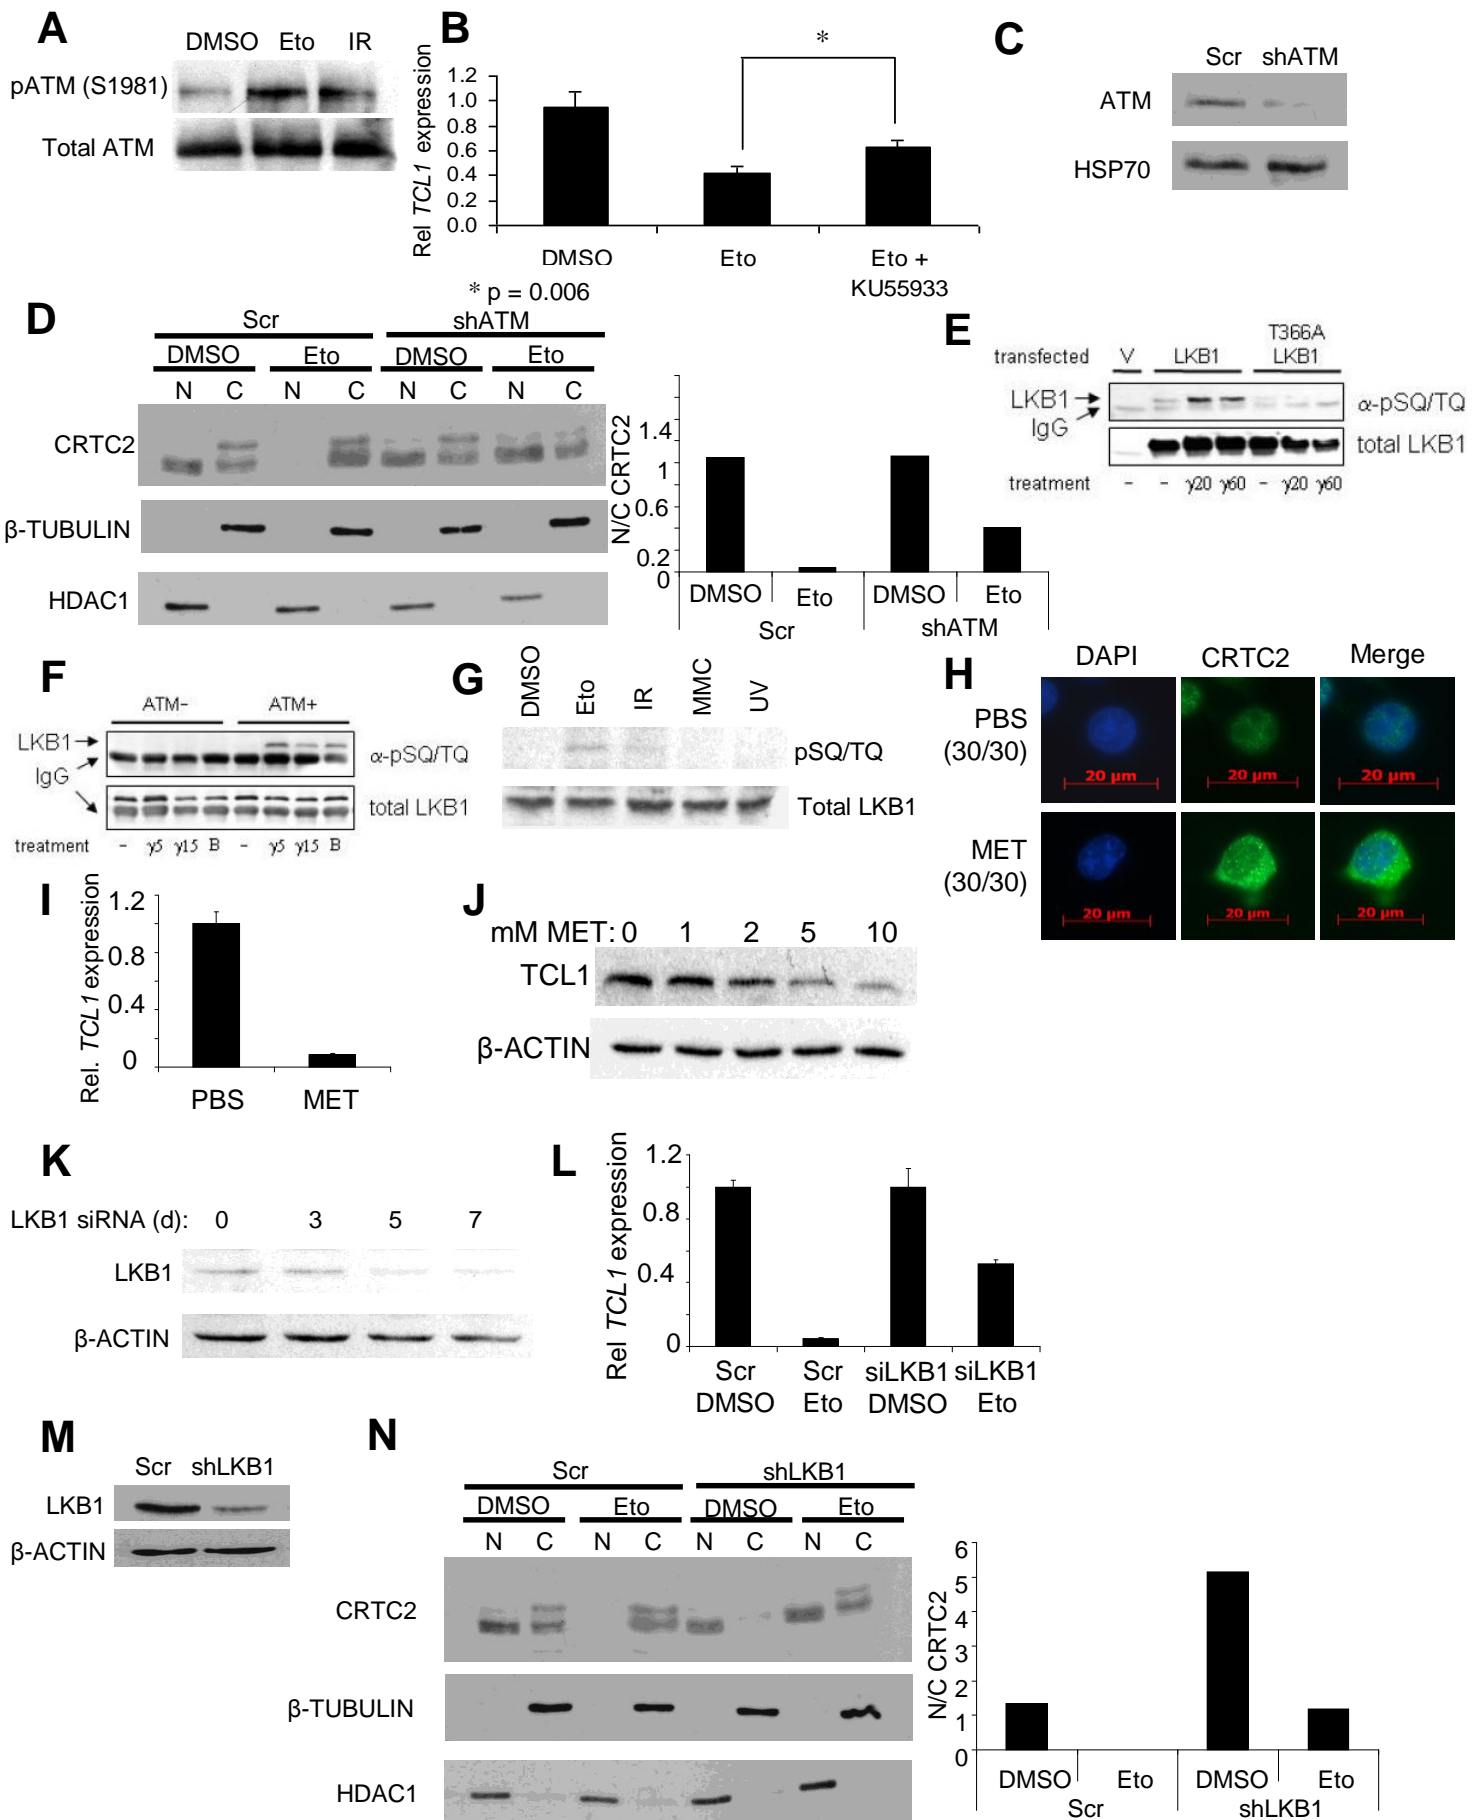 A
DMSO Eto IR
pATM (S1981)
Total ATM
B
Rel TCL1 expression
1.2
1.0
0.8
0.6
0.4
0.2
0.0
*
DMSO Eto Eto +
KU55933
* p = 0.006
C
Scr shATM
ATM
HSP70
D
Scr shATM
DMSO Eto DMSO Eto
N C N C N C N C
CRTC2
β-TUBULIN
HDAC1
N/C CRTC2
1.4
1
0.6
0.2
0
DMSO Eto DMSO Eto
Scr shATM
E
T366A
transfected V LKB1 LKB1
LKB1
IgG
α-pSQ/TQ
total LKB1
treatment - - γ20 γ60 - γ20 γ60
F
ATM- ATM+
LKB1
IgG
α-pSQ/TQ
total LKB1
treatment - γ5 γ15 B - γ5 γ15 B
G
DMSO Eto IR MMC UV
pSQ/TQ
Total LKB1
H
DAPI CRTC2 Merge
PBS
(30/30)
20 µm 20 µm 20 µm
MET
(30/30)
20 µm 20 µm 20 µm
I
Rel. TCL1 expression
1.2
0.8
0.4
0
PBS MET
J
mM MET: 0 1 2 5 10
TCL1
β-ACTIN
K
LKB1 siRNA (d): 0 3 5 7
LKB1
β-ACTIN
L
Rel TCL1 expression
1.2
0.8
0.4
0
Scr Scr siLKB1 siLKB1
DMSO Eto DMSO Eto
M
Scr shLKB1
LKB1
β-ACTIN
N
Scr shLKB1
DMSO Eto DMSO Eto
N C N C N C N C
CRTC2
β-TUBULIN
HDAC1
N/C CRTC2
6
5
4
3
2
1
0
DMSO Eto DMSO Eto
Scr shLKB1